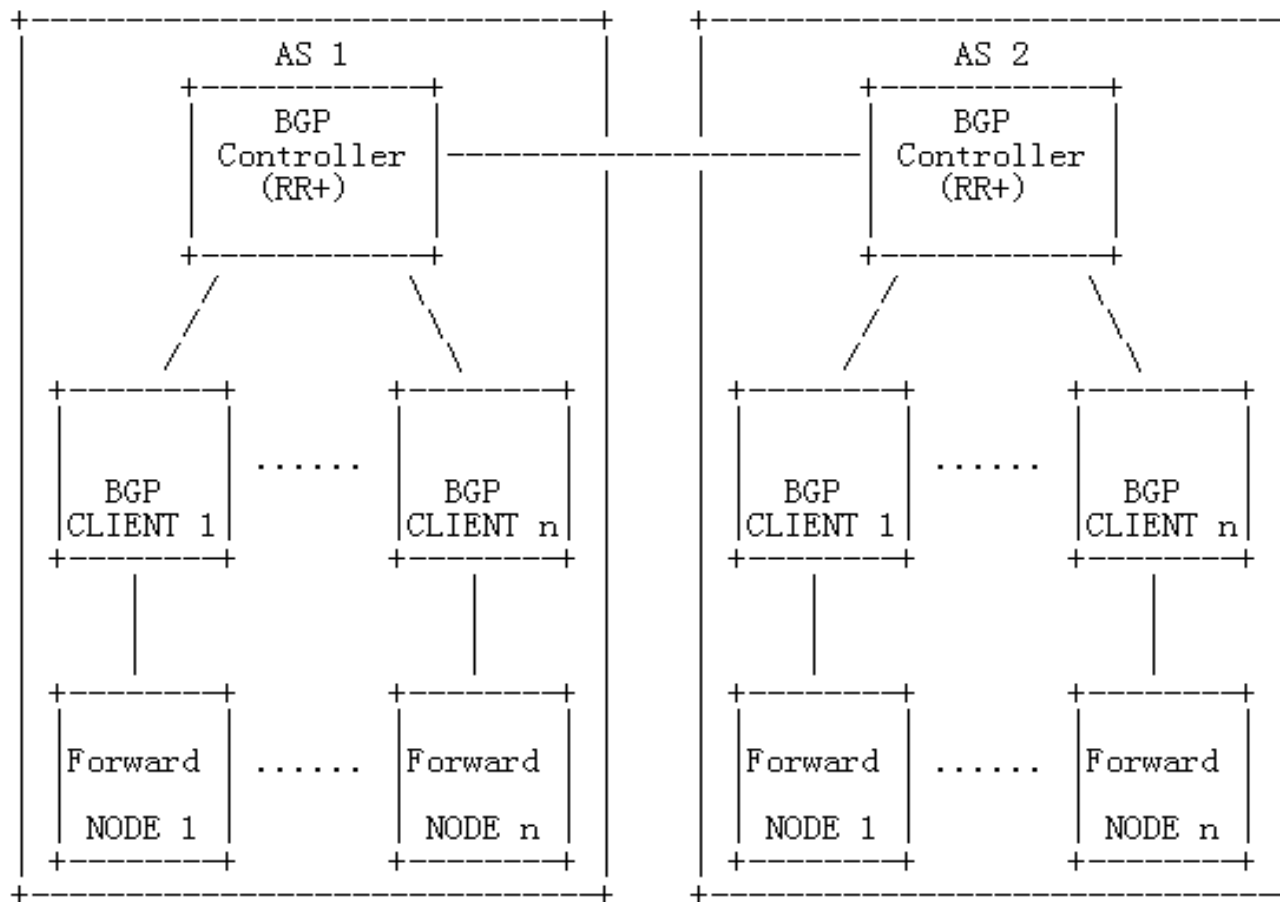 AS 1 AS 2
BGP BGP
Controller Controller
(RR+) (RR+)
...... ......
BGP BGP BGP BGP
CLIENT 1 CLIENT n CLIENT 1 CLIENT n
Forward ...... Forward Forward ...... Forward
NODE 1 NODE n NODE 1 NODE n